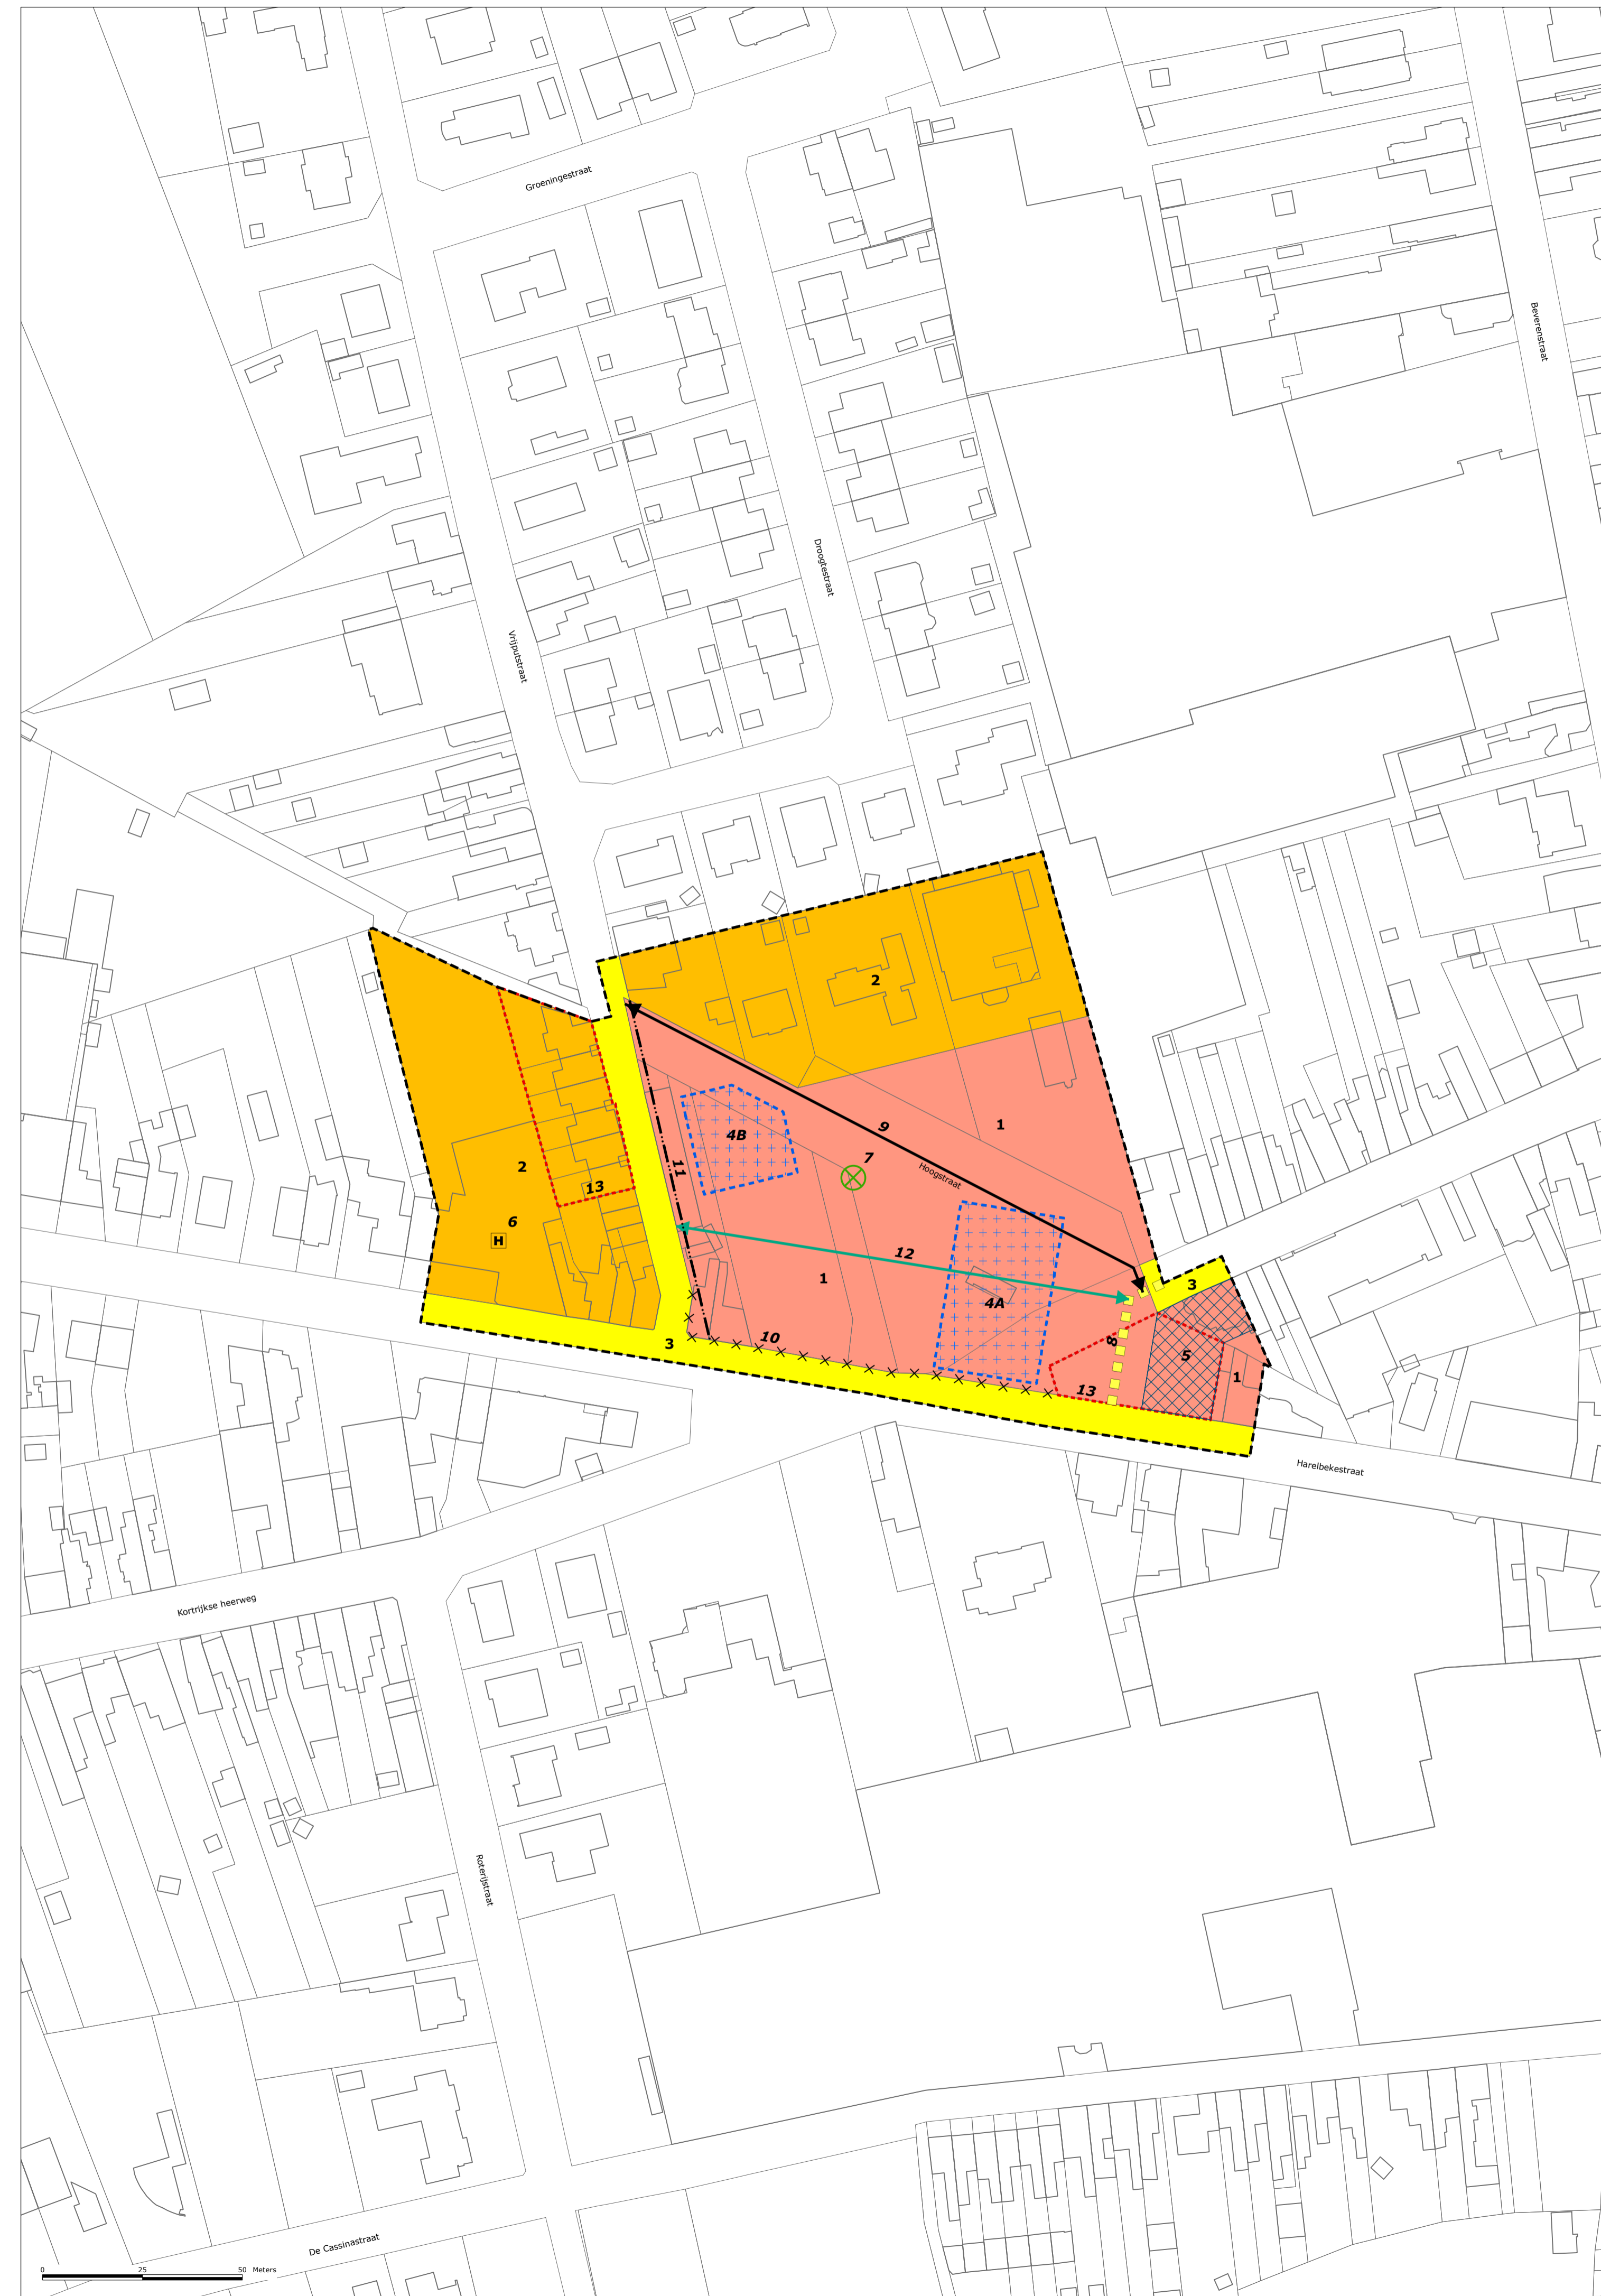 Groeningestraat
Beverenstraat
Droogtestraat
Vrijputstraat
2
1
9
4B
7
11
Hoogstraat
2
13
6
H
12
1
3
4A
3
10
8
5
1
13
Harelbekestraat
Kortrijkse heerweg
Roterijstraat
De Cassinastraat
0 25 50 Meters